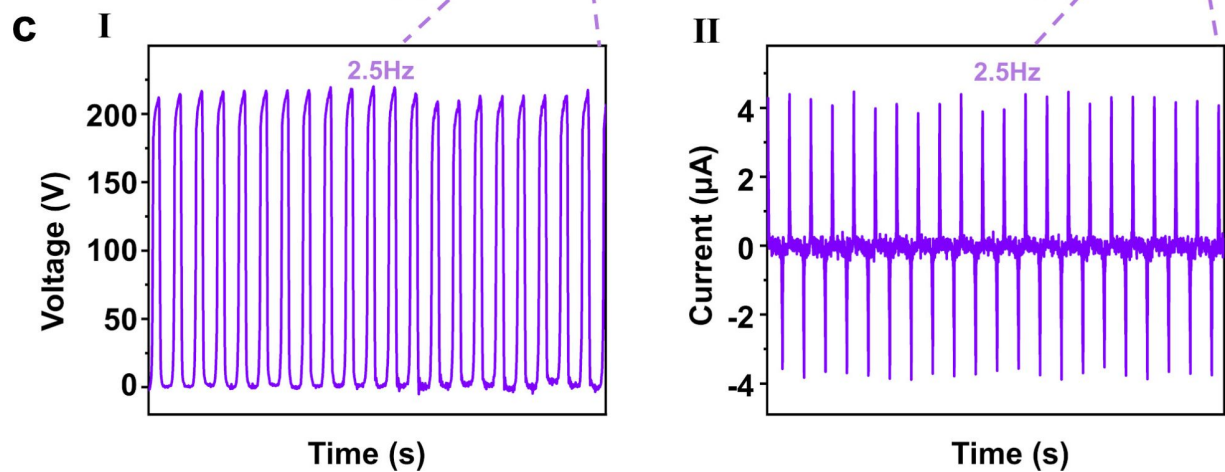 c
I
2.5Hz
Voltage (V)
200
150
100
50
0
Time (s)
II
2.5Hz
Current (µA)
4
2
0
-2
-4
Time (s)